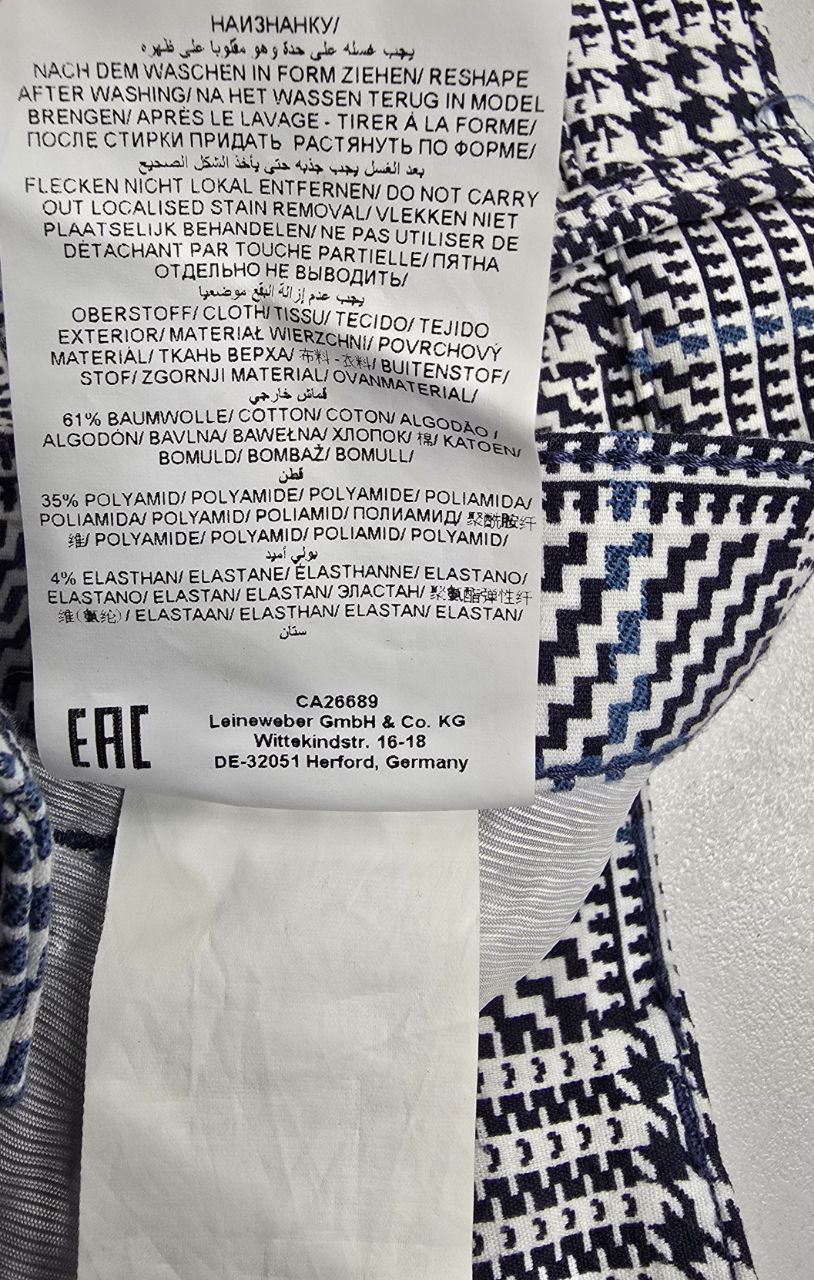 НАИЗНАНКУ/
يجب غسله على حدة وهو مقلوبا على ظهره
NACH DEM WASCHEN IN FORM ZIEHEN/ RESHAPE
AFTER WASHING/ NA HET WASSEN TERUG IN MODEL
BRENGEN/ APRÈS LE LAVAGE - TIRER À LA FORME/
ПОСЛЕ СТИРКИ ПРИДАТЬ РАСТЯНУТЬ ПО ФОРМЕ/
بعد الغسل يجب جذبه حتى يأخذ الشكل الصحيح
FLECKEN NICHT LOKAL ENTFERNEN/ DO NOT CARRY
OUT LOCALISED STAIN REMOVAL/ VLEKKEN NIET
PLAATSELIJK BEHANDELEN/ NE PAS UTILISER DE
DÉTACHANT PAR TOUCHE PARTIELLE/ ПЯТНА
ОТДЕЛЬНО НЕ ВЫВОДИТЬ/
يجب عدم إزالة البقع موضعيا
OBERSTOFF/ CLOTH/ TISSU/ TECIDO/ TEJIDO
EXTERIOR/ MATERIAŁ WIERZCHNI/ POVRCHOVÝ
MATERIÁL/ ТКАНЬ ВЕРХА/ 布料 - 衣料/ BUITENSTOF/
STOF/ ZGORNJI MATERIAL/ OVANMATERIAL/
قماش خارجي
61% BAUMWOLLE/ COTTON/ COTON/ ALGODÃO /
ALGODÓN/ BAVLNA/ BAWEŁNA/ ХЛОПОК/ 棉/ KATOEN/
BOMULD/ BOMBAŽ/ BOMULL/
قطن
35% POLYAMID/ POLYAMIDE/ POLYAMIDE/ POLIAMIDA/
POLIAMIDA/ POLYAMID/ POLIAMID/ ПОЛИАМИД/ 聚酰胺纤
维/ POLYAMIDE/ POLYAMID/ POLIAMID/ POLYAMID/
بولي أميد
4% ELASTHAN/ ELASTANE/ ÉLASTHANNE/ ELASTANO/
ELASTANO/ ELASTAN/ ELASTAN/ ЭЛАСТАН/ 聚氨酯弹性纤
维(氨纶)/ ELASTAAN/ ELASTHAN/ ELASTAN/ ELASTAN/
ستان
EAC
CA26689
Leineweber GmbH & Co. KG
Wittekindstr. 16-18
DE-32051 Herford, Germany